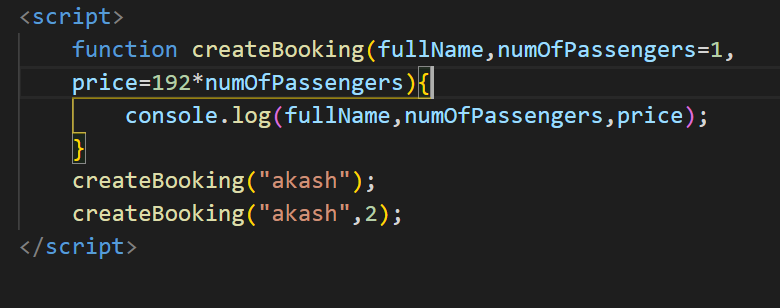 <script>
function createBooking(fullName,numOfPassengers=1,
price=192*numOfPassengers){
console.log(fullName,numOfPassengers,price);
}
createBooking("akash");
createBooking("akash",2);
</script>